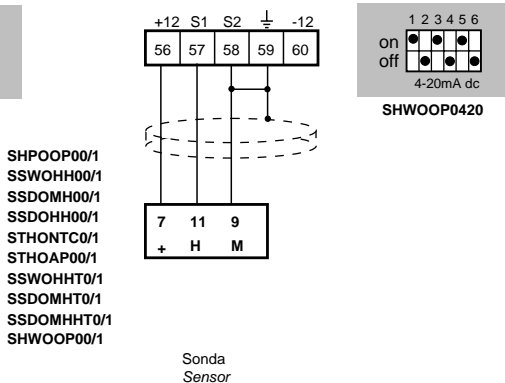 +12 S1 S2 -12
56 57 58 59 60
1 2 3 4 5 6
on
off
4-20mA dc
SHWOOP0420
SHPOOP00/1
SSWOHH00/1
SSDOMH00/1
SSDOHH00/1
STHONTC0/1
STHOAP00/1
SSWOHHT0/1
SSDOMHT0/1
SSDOMHHT0/1
SHWOOP00/1
7 11 9
+ H M
Sonda
Sensor